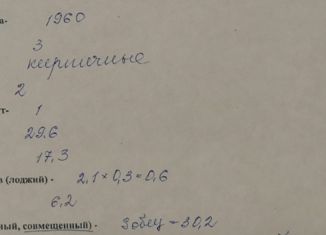 а- 1960
3
кирпичные
2
т- 1
29.6
17,3
в (лоджий) - 2,1 × 0,3 = 0,6
6,2
ный, совмещенный) - Sобщ - 30,2